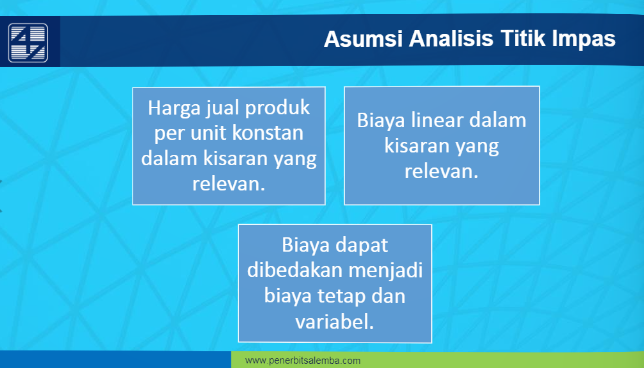 Asumsi Analisis Titik Impas
Harga jual produk
per unit konstan
dalam kisaran yang
relevan.
Biaya linear dalam
kisaran yang
relevan.
Biaya dapat
dibedakan menjadi
biaya tetap dan
variabel.
www.penerbitsalemba.com